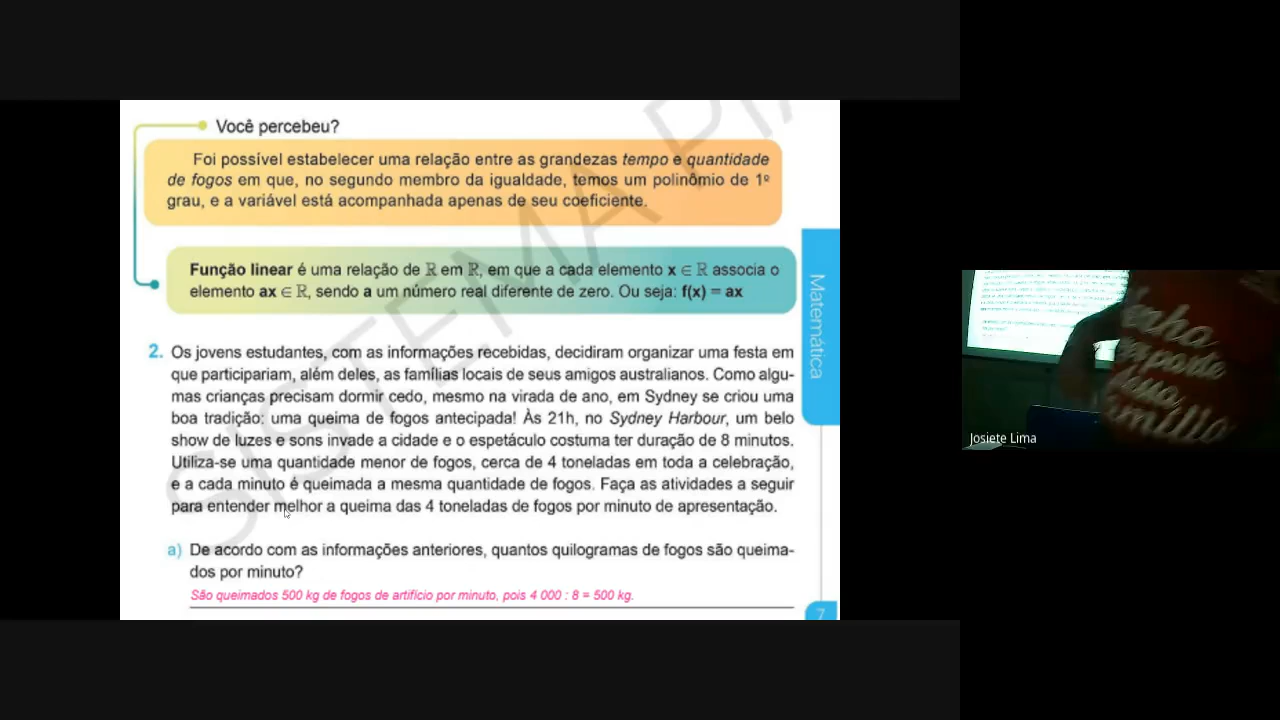 Você percebeu?
Foi possível estabelecer uma relação entre as grandezas tempo e quantidade
de fogos em que, no segundo membro da igualdade, temos um polinômio de 1º
grau, e a variável está acompanhada apenas de seu coeficiente.
Função linear é uma relação de ℝ em ℝ, em que a cada elemento x ∈ ℝ associa o
elemento ax ∈ ℝ, sendo a um número real diferente de zero. Ou seja: f(x) = ax
2. Os jovens estudantes, com as informações recebidas, decidiram organizar uma festa em
que participariam, além deles, as famílias locais de seus amigos australianos. Como algu-
mas crianças precisam dormir cedo, mesmo na virada de ano, em Sydney se criou uma
boa tradição: uma queima de fogos antecipada! Às 21h, no Sydney Harbour, um belo
show de luzes e sons invade a cidade e o espetáculo costuma ter duração de 8 minutos.
Utiliza-se uma quantidade menor de fogos, cerca de 4 toneladas em toda a celebração,
e a cada minuto é queimada a mesma quantidade de fogos. Faça as atividades a seguir
para entender melhor a queima das 4 toneladas de fogos por minuto de apresentação.
a) De acordo com as informações anteriores, quantos quilogramas de fogos são queima-
dos por minuto?
São queimados 500 kg de fogos de artifício por minuto, pois 4 000 : 8 = 500 kg.
Matemática
7
SISTEMA
Josiete Lima